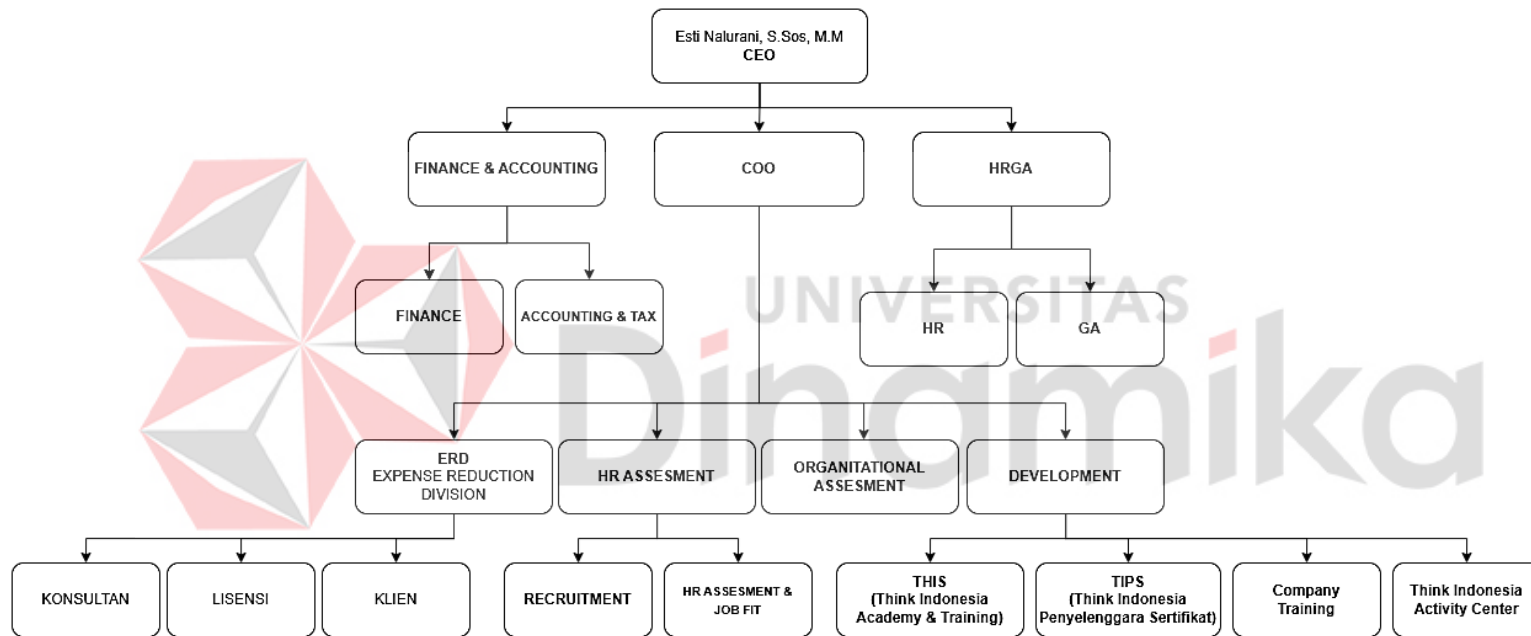 Esti Nalurani, S.Sos, M.M
CEO
FINANCE & ACCOUNTING
COO
HRGA
FINANCE
ACCOUNTING & TAX
HR
GA
UNIVERSITAS
Dinamika
ERD
EXPENSE REDUCTION
DIVISION
HR ASSESMENT
ORGANITATIONAL
ASSESMENT
DEVELOPMENT
KONSULTAN
LISENSI
KLIEN
RECRUITMENT
HR ASSESMENT &
JOB FIT
THIS
(Think Indonesia
Academy & Training)
TIPS
(Think Indonesia
Penyelenggara Sertifikat)
Company
Training
Think Indonesia
Activity Center